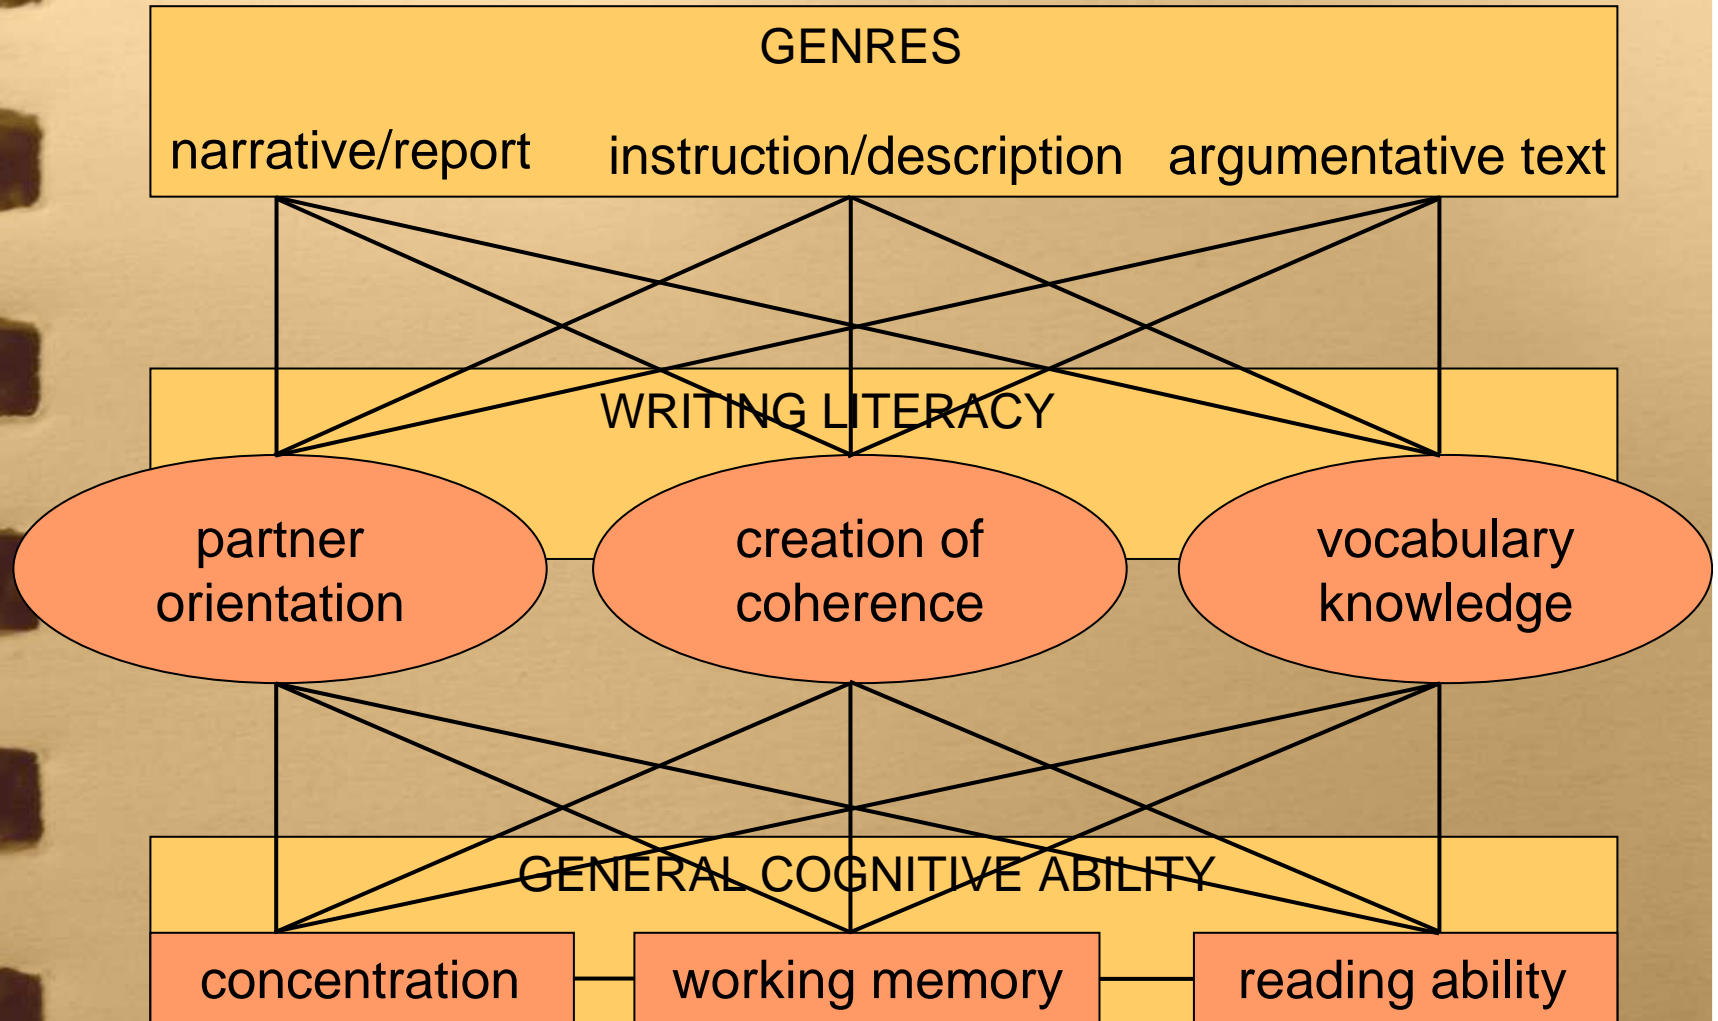 GENRES
narrative/report instruction/description argumentative text
WRITING LITERACY
partner
orientation
creation of
coherence
vocabulary
knowledge
GENERAL COGNITIVE ABILITY
concentration working memory reading ability